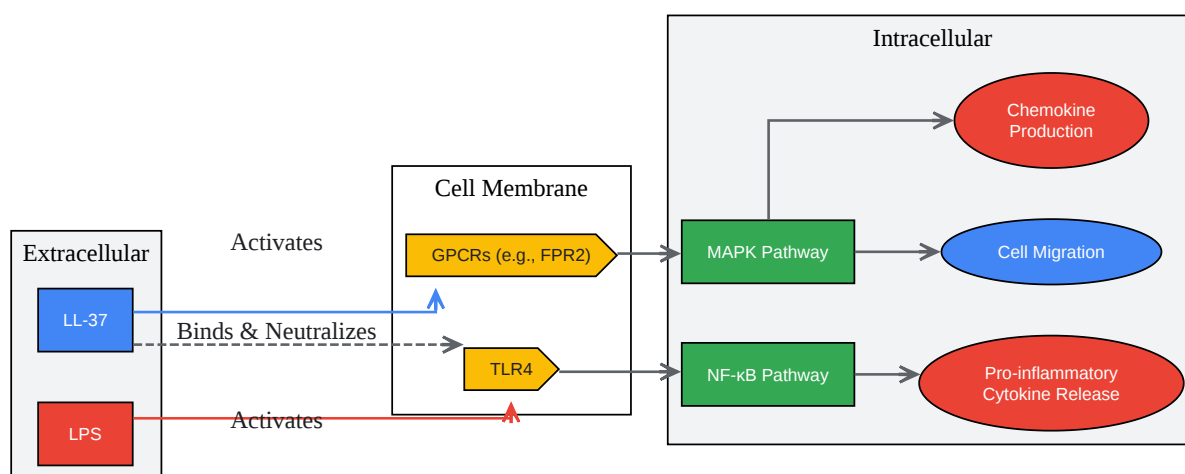 Intracellular
Chemokine
Production
Cell Membrane
Extracellular
Activates
GPCRs (e.g., FPR2)
MAPK Pathway
Cell Migration
LL-37
Binds & Neutralizes
TLR4
NF-κB Pathway
Pro-inflammatory
Cytokine Release
LPS
Activates